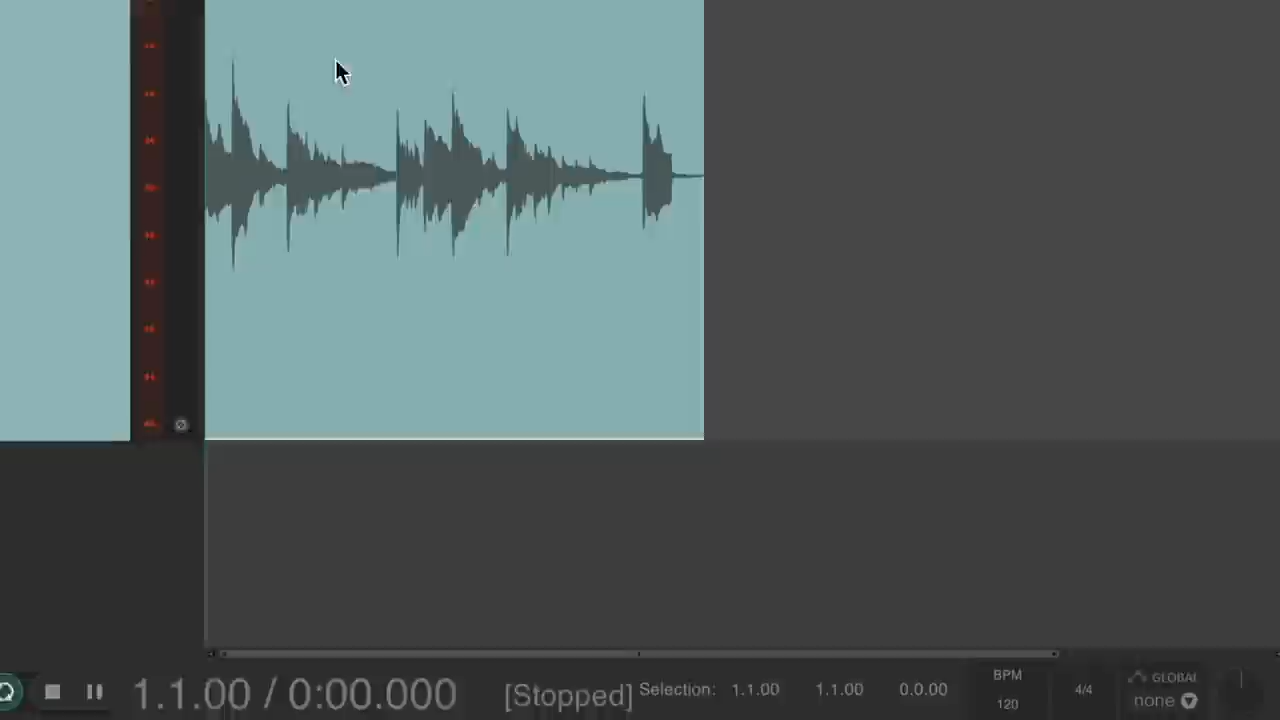 1.1.00 / 0:00.000 [Stopped] Selection: 1.1.00 1.1.00 0.0.00
BPM
120
4/4
GLOBAL
none